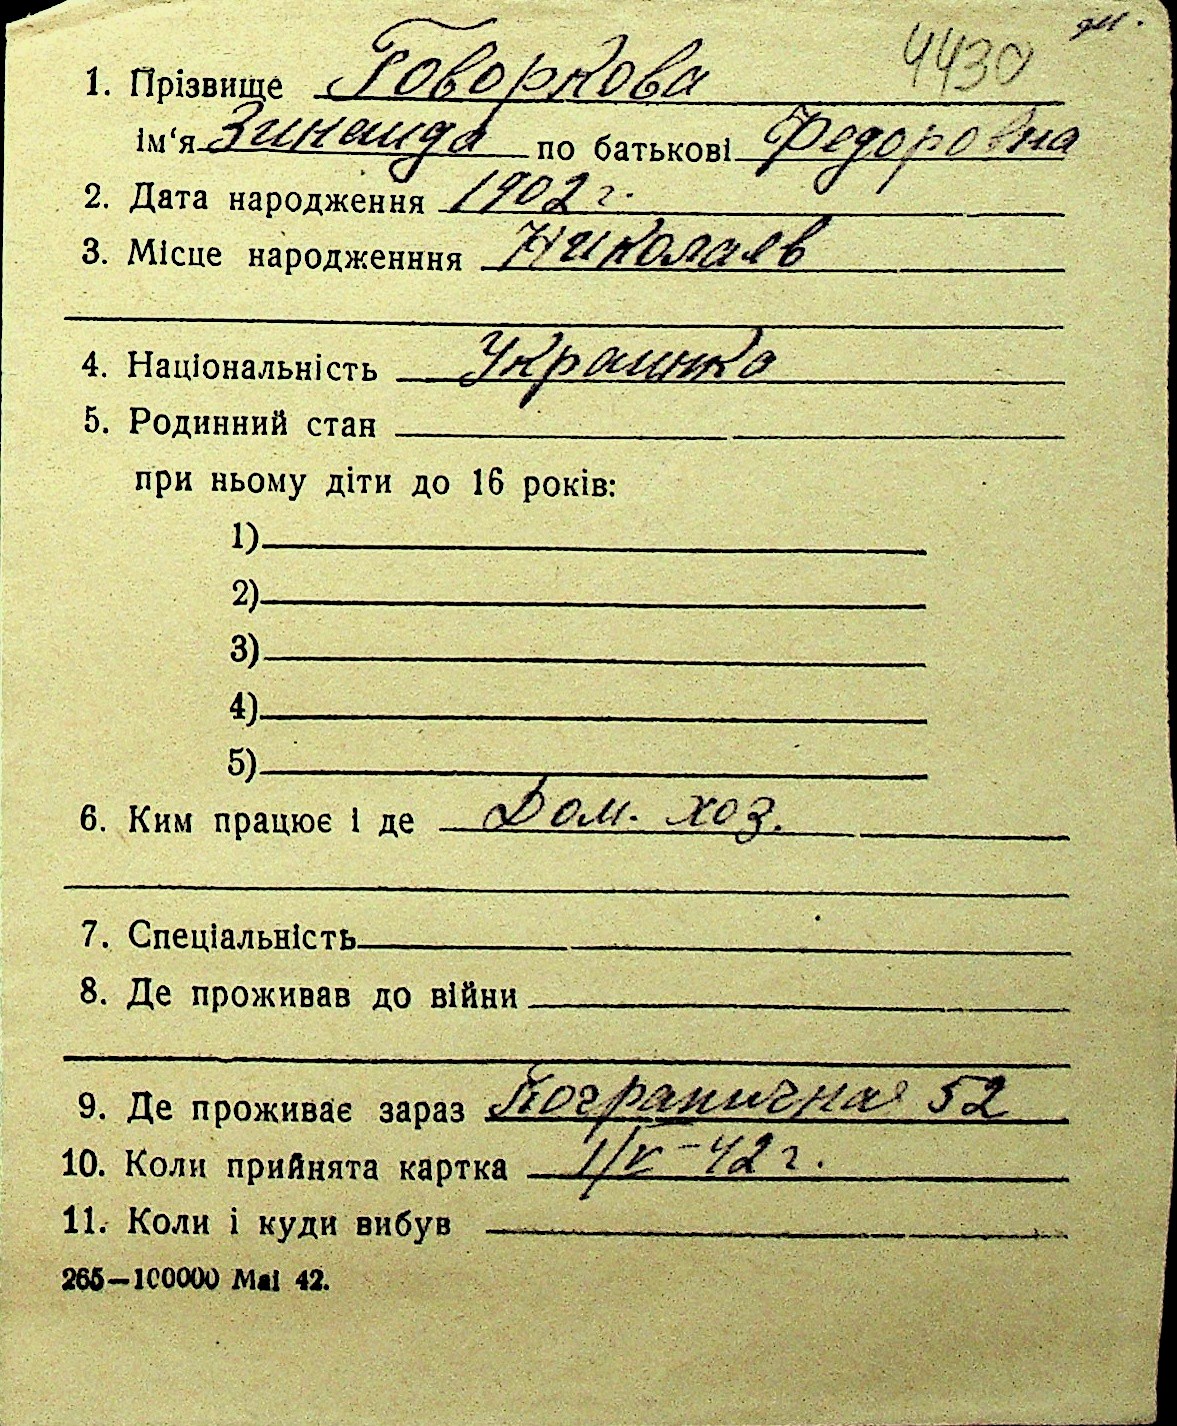 4430
1. Прізвище Говоркова
ім‘я Зинаида по батькові Федоровна
2. Дата народження 1902 г.
3. Місце народженння Николаев
4. Національність Украинка
5. Родинний стан
при ньому діти до 16 років:
1)
2)
3)
4)
5)
6. Ким працює і де Дом. хоз.
7. Спеціальність
8. Де проживав до війни
9. Де проживає зараз Пограничная 52
10. Коли прийнята картка 1/V-42 г.
11. Коли і куди вибув
265—100000 Маі 42.